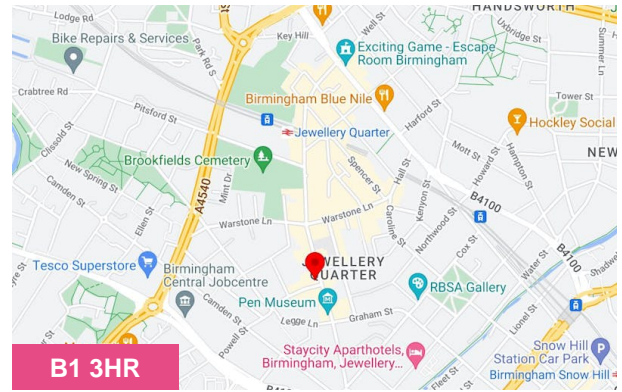 Lodge Rd
HANDSWORTH
Uxbridge St
Well St
Key Hill
Bike Repairs & Services
Park Rd S
Exciting Game - Escape
Room Birmingham
Summer Ln
Crabtree Rd
Birmingham Blue Nile
Tower St
Pitsford St
Harford St
Hockley Social
Clissold St
Jewellery Quarter
Mott St
Howard St
Hampton St
NEW
Brookfields Cemetery
New Spring St
Spencer St
Hall St
Camden St
Mint Dr
A4540
Kenyon St
B4100
Ellen St
Warstone Ln
Warstone Ln
Caroline St
Northwood St
Cox St
Water St
B4100
Shadwe
Tesco Superstore
JEWELLERY
QUARTER
Birmingham
Central Jobcentre
Camden St
Pen Museum
RBSA Gallery
Lionel St
Graham St
Legge Ln
Powell St
Snow Hill
Station Car Park
Staycity Aparthotels,
Birmingham, Jewellery...
Birmingham Snow Hill
B1 3HR